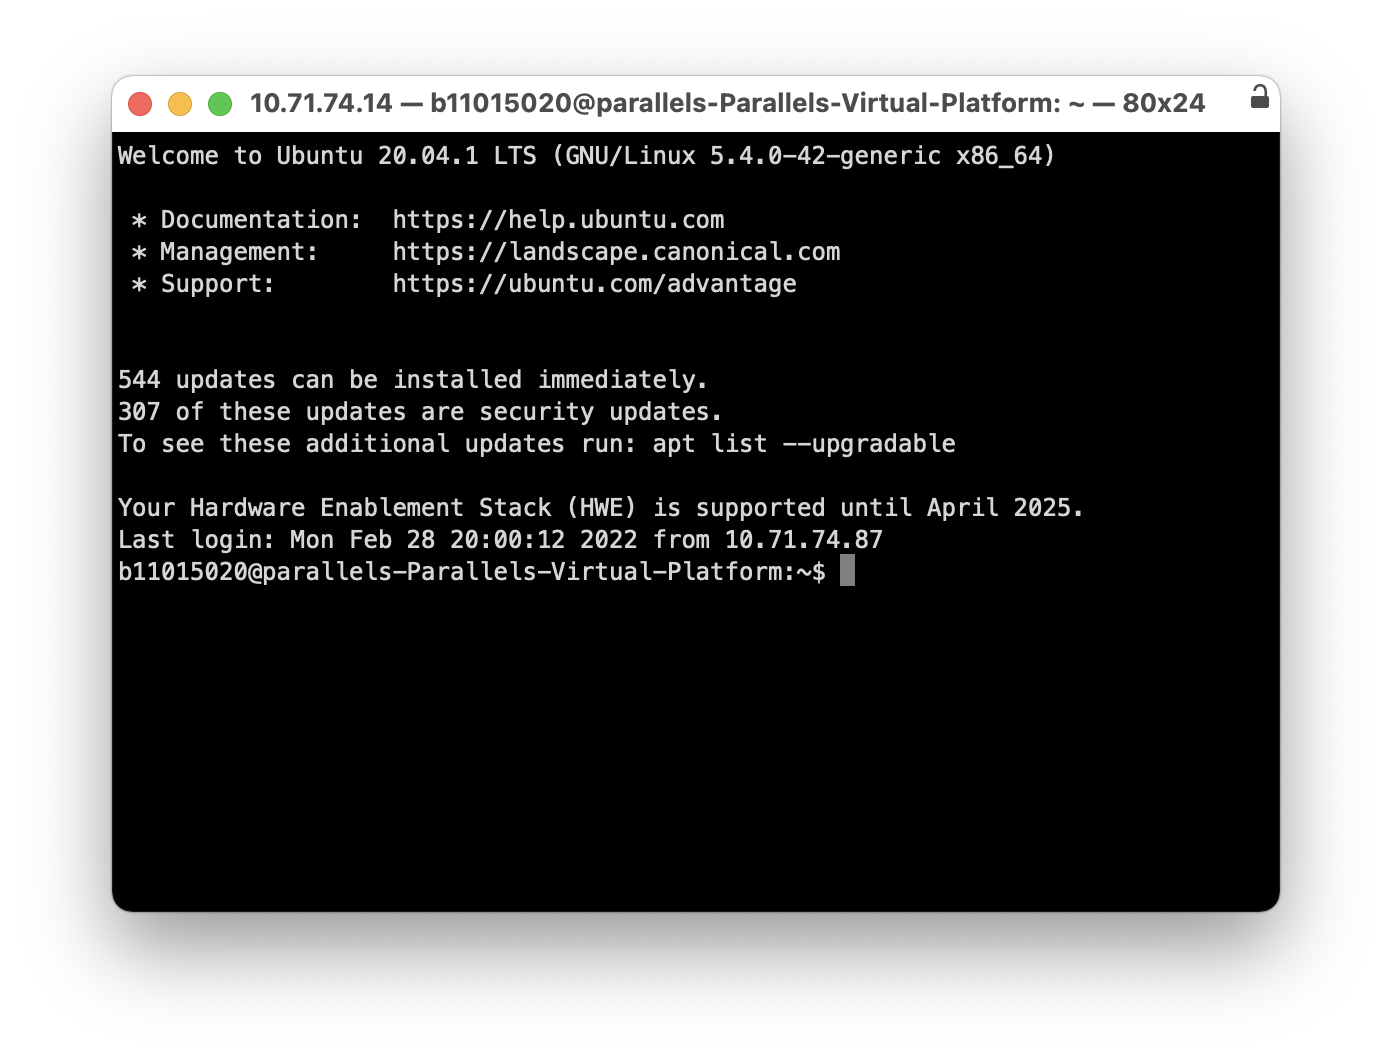 10.71.74.14 — b11015020@parallels-Parallels-Virtual-Platform: ~ — 80x24
Welcome to Ubuntu 20.04.1 LTS (GNU/Linux 5.4.0-42-generic x86_64)
* Documentation:  https://help.ubuntu.com
* Management:     https://landscape.canonical.com
* Support:        https://ubuntu.com/advantage
544 updates can be installed immediately.
307 of these updates are security updates.
To see these additional updates run: apt list --upgradable
Your Hardware Enablement Stack (HWE) is supported until April 2025.
Last login: Mon Feb 28 20:00:12 2022 from 10.71.74.87
b11015020@parallels-Parallels-Virtual-Platform:~$